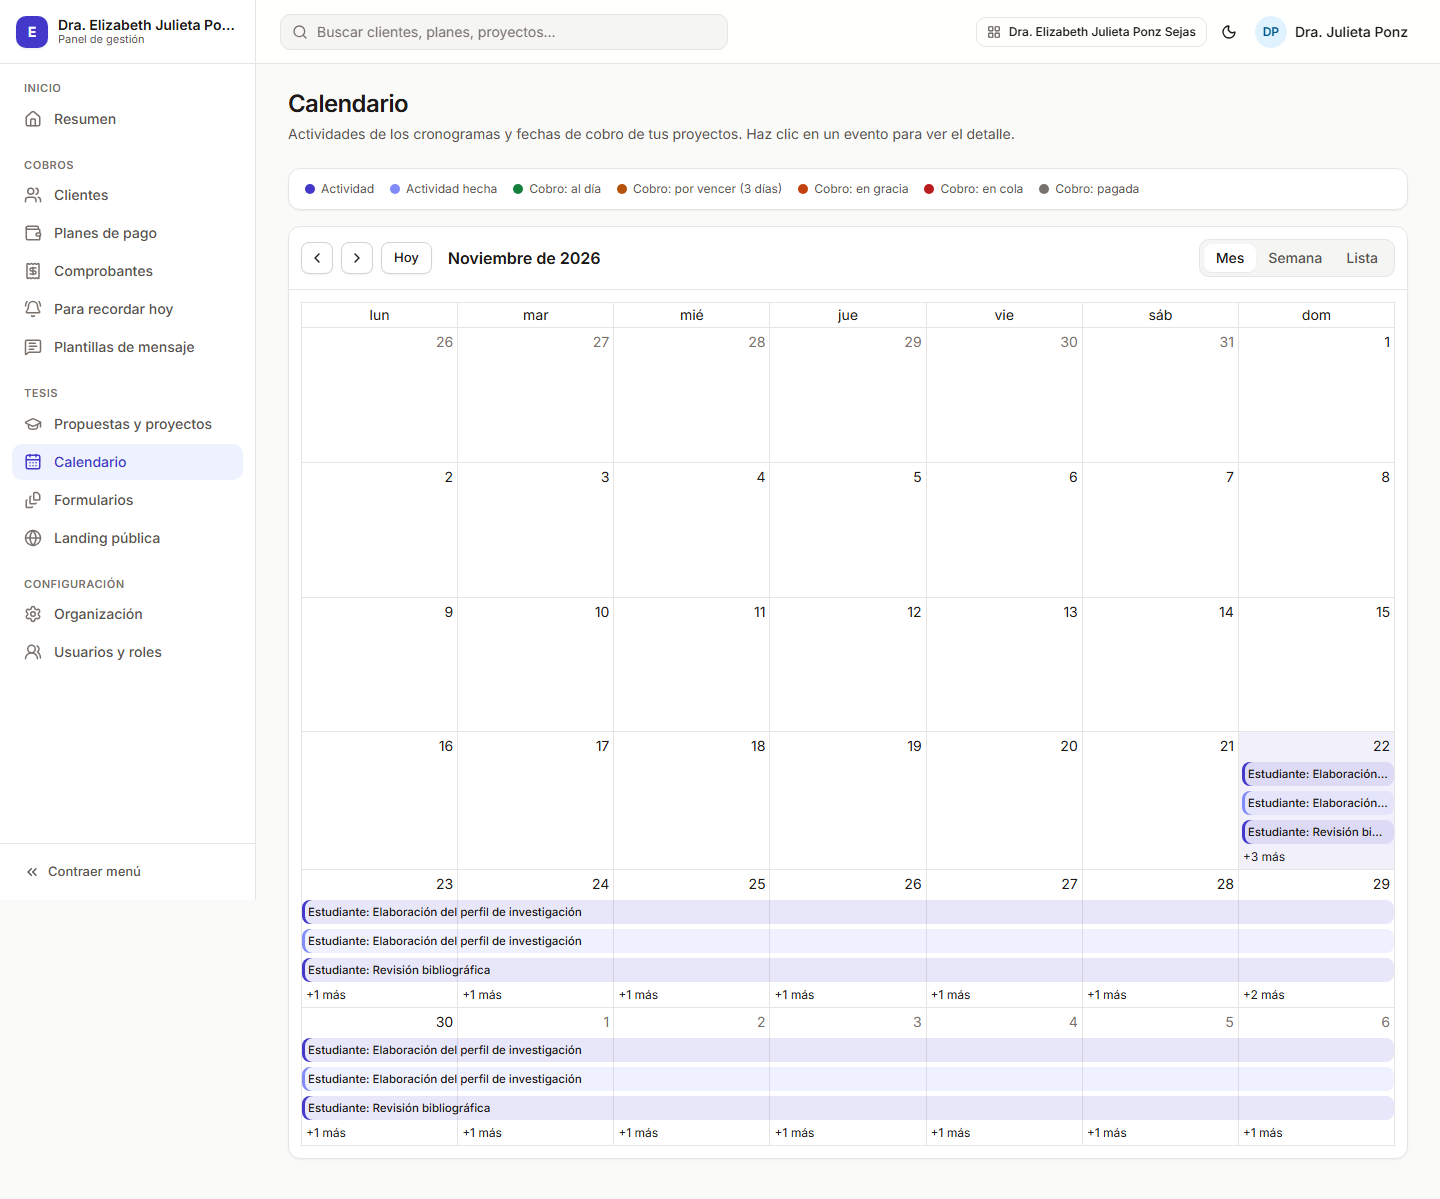 E
Dra. Elizabeth Julieta Po...
Panel de gestión
Buscar clientes, planes, proyectos...
Dra. Elizabeth Julieta Ponz Sejas
DP
Dra. Julieta Ponz
INICIO
Resumen
COBROS
Clientes
Planes de pago
Comprobantes
Para recordar hoy
Plantillas de mensaje
TESIS
Propuestas y proyectos
Calendario
Formularios
Landing pública
CONFIGURACIÓN
Organización
Usuarios y roles
Contraer menú
Calendario
Actividades de los cronogramas y fechas de cobro de tus proyectos. Haz clic en un evento para ver el detalle.
Actividad Actividad hecha Cobro: al día Cobro: por vencer (3 días) Cobro: en gracia Cobro: en cola Cobro: pagada
Hoy Noviembre de 2026 Mes Semana Lista
lun mar mié jue vie sáb dom
26 27 28 29 30 31 1
2 3 4 5 6 7 8
9 10 11 12 13 14 15
16 17 18 19 20 21 22
Estudiante: Elaboración...
Estudiante: Elaboración...
Estudiante: Revisión bi...
+3 más
23 24 25 26 27 28 29
Estudiante: Elaboración del perfil de investigación
Estudiante: Elaboración del perfil de investigación
Estudiante: Revisión bibliográfica
+1 más +1 más +1 más +1 más +1 más +1 más +2 más
30 1 2 3 4 5 6
Estudiante: Elaboración del perfil de investigación
Estudiante: Elaboración del perfil de investigación
Estudiante: Revisión bibliográfica
+1 más +1 más +1 más +1 más +1 más +1 más +1 más